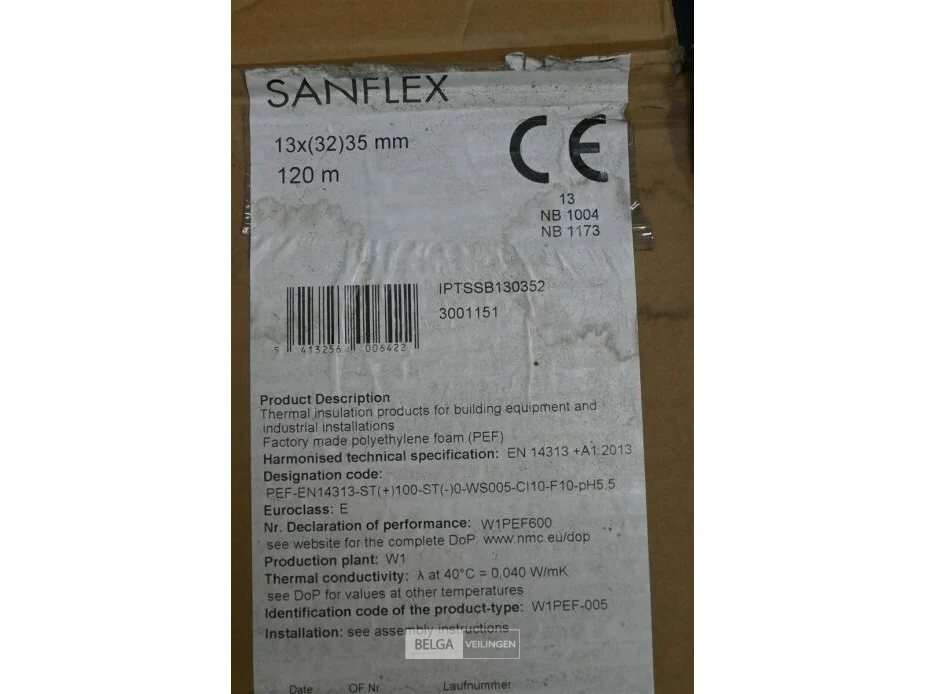 SANFLEX
13x(32)35 mm
120 m
CE
13
NB 1004
NB 1173
IPTSSB130352
3001151
5 413256 006422
Product Description
Thermal insulation products for building equipment and
industrial installations
Factory made polyethylene foam (PEF)
Harmonised technical specification: EN 14313 +A1:2013
Designation code:
PEF-EN14313-ST(+)100-ST(-)0-WS005-Cl10-F10-pH5.5
Euroclass: E
Nr. Declaration of performance: W1PEF600
see website for the complete DoP: www.nmc.eu/dop
Production plant: W1
Thermal conductivity: λ at 40°C = 0,040 W/mK
see DoP for values at other temperatures
Identification code of the product-type: W1PEF-005
Installation: see assembly instructions
BELGA VEILINGEN
Date OF Nr. Laufnummer